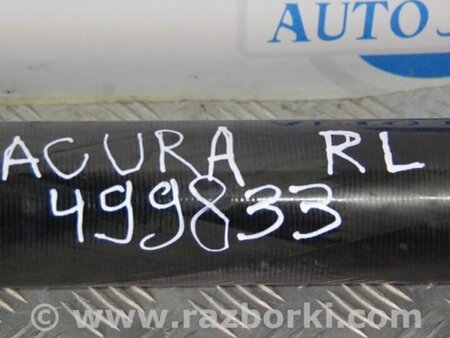 AUTO J
ACURA RL
499833
www.razborki.com